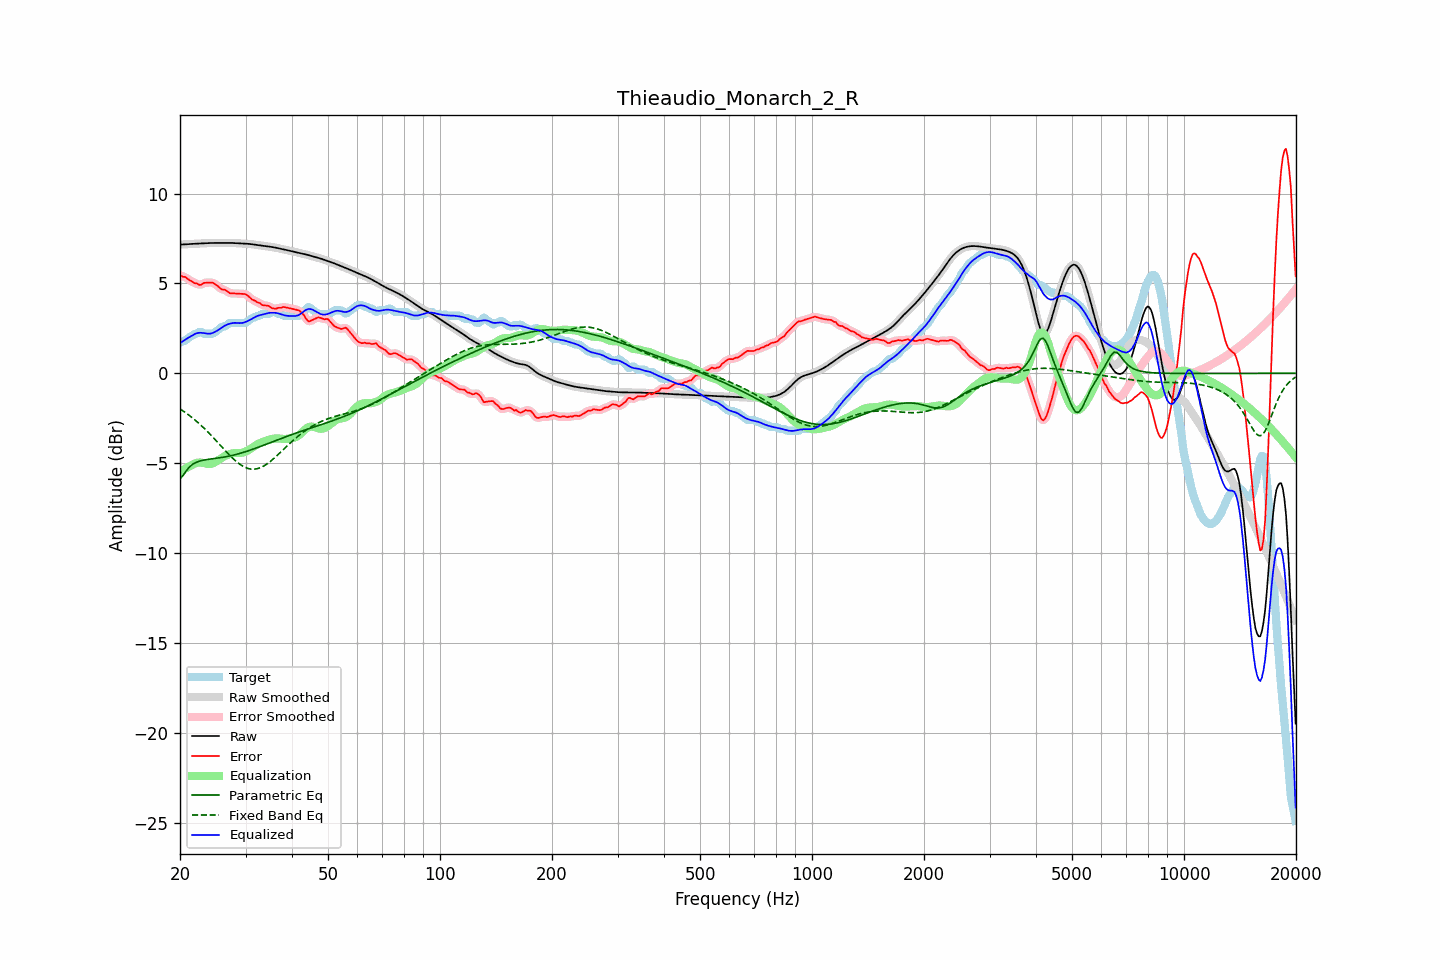 Thieaudio_Monarch_2_R
Amplitude (dBr)
10
5
0
−5
−10
−15
−20
−25
Target
Raw Smoothed
Error Smoothed
Raw
Error
Equalization
Parametric Eq
Fixed Band Eq
Equalized
20 50 100 200 500 1000 2000 5000 10000 20000
Frequency (Hz)